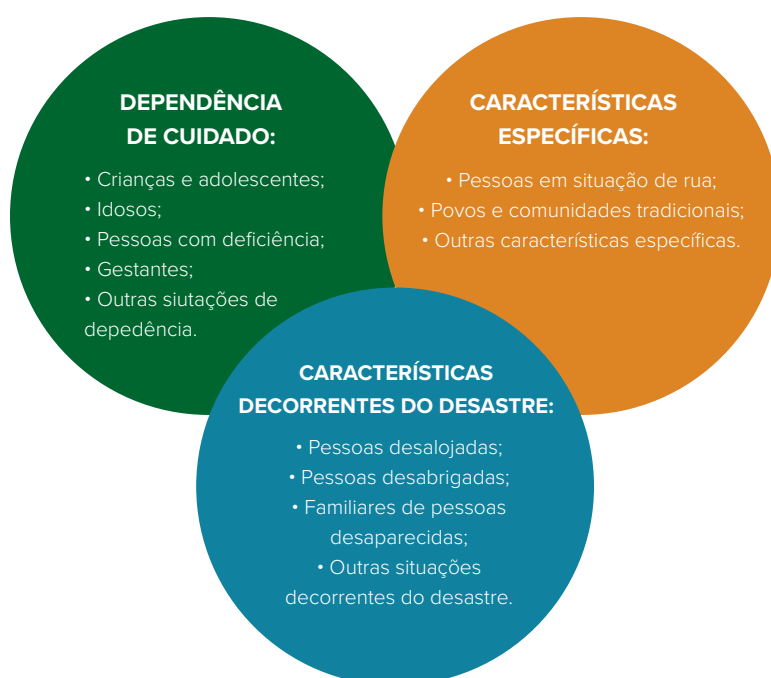 DEPENDÊNCIA
DE CUIDADO:
• Crianças e adolescentes;
• Idosos;
• Pessoas com deficiência;
• Gestantes;
• Outras siutações de
depedência.
CARACTERÍSTICAS
ESPECÍFICAS:
• Pessoas em situação de rua;
• Povos e comunidades tradicionais;
• Outras características específicas.
CARACTERÍSTICAS
DECORRENTES DO DESASTRE:
• Pessoas desalojadas;
• Pessoas desabrigadas;
• Familiares de pessoas
desaparecidas;
• Outras situações
decorrentes do desastre.